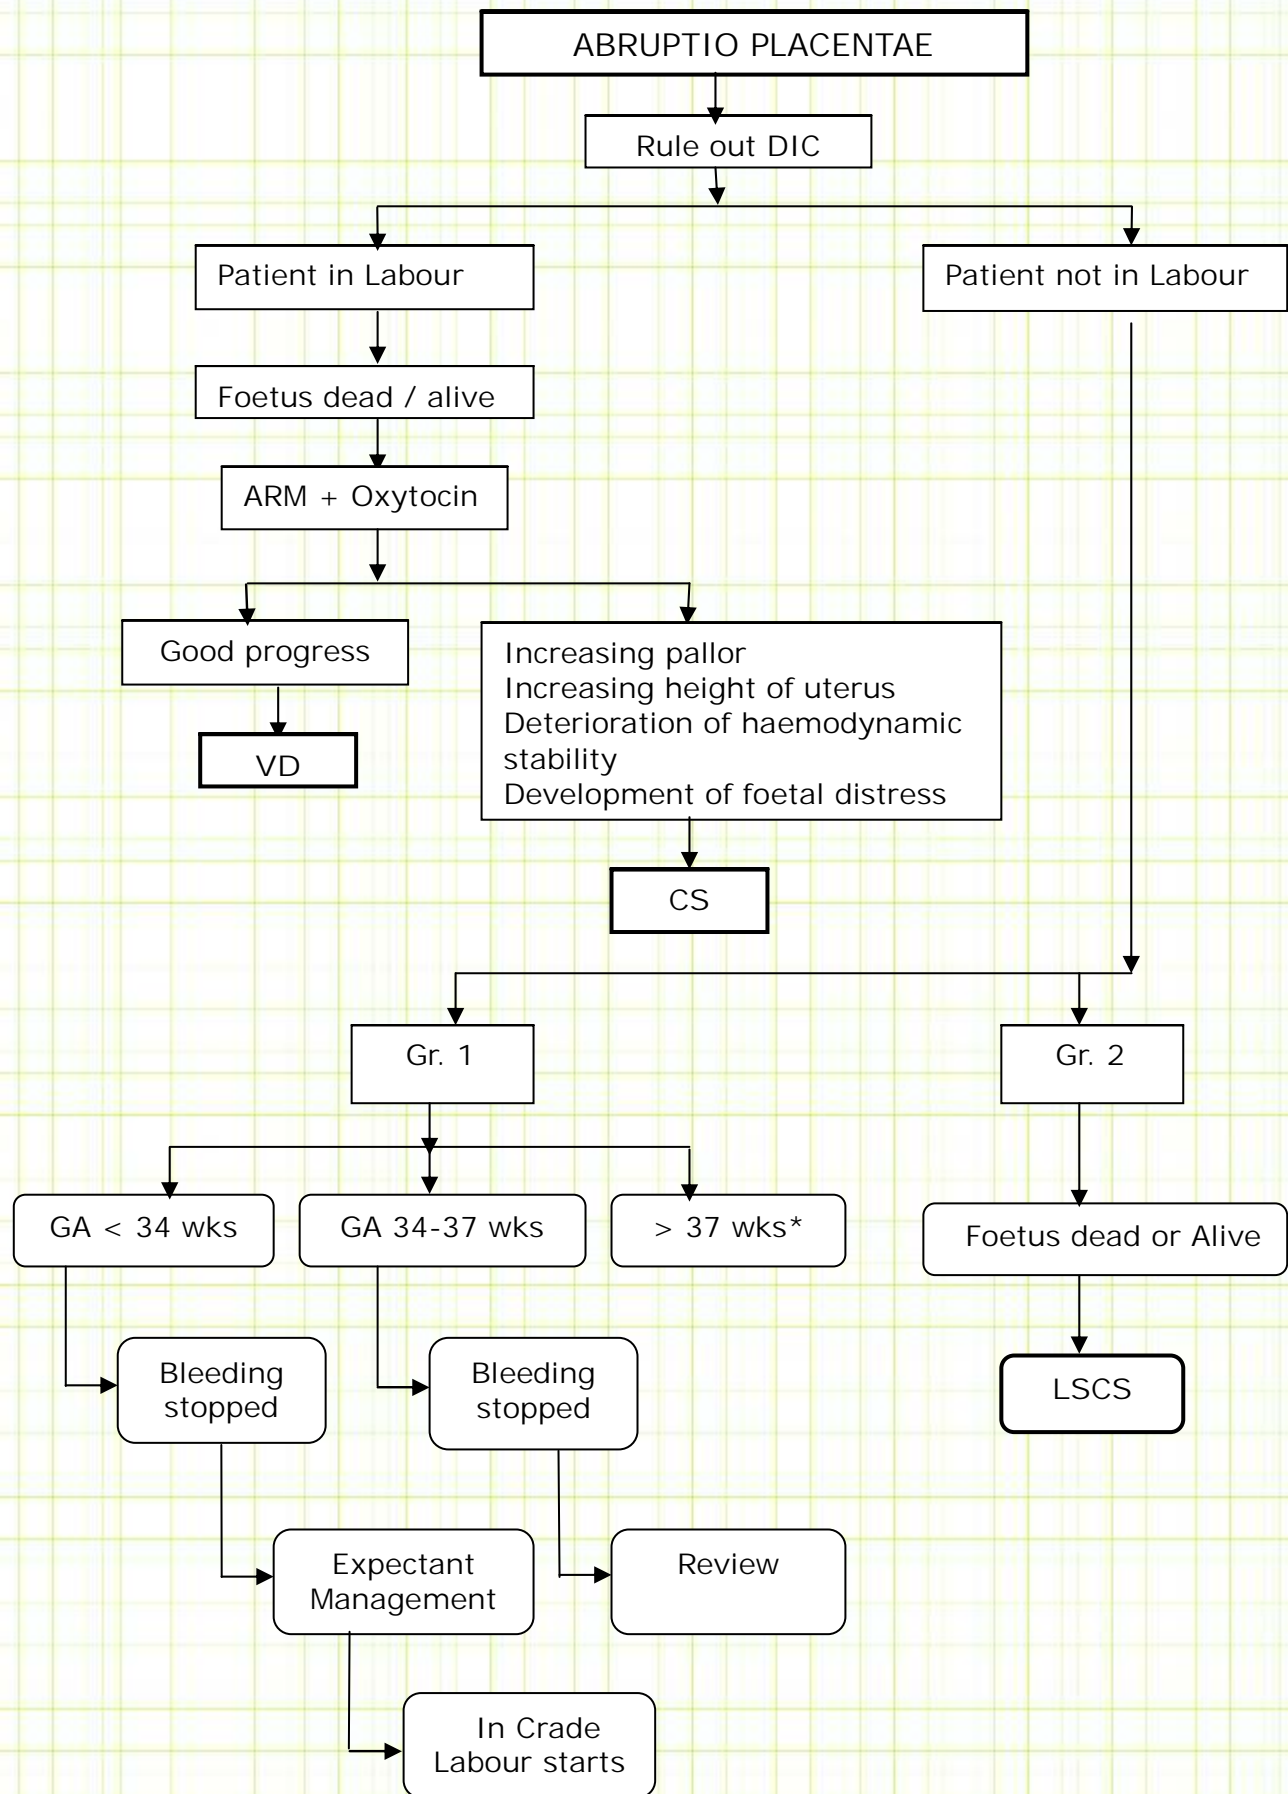 ABRUPTIO PLACENTAE
Rule out DIC
Patient in Labour
Patient not in Labour
Foetus dead / alive
ARM + Oxytocin
Good progress
Increasing pallor
Increasing height of uterus
Deterioration of haemodynamic
stability
Development of foetal distress
VD
CS
Gr. 1
Gr. 2
GA < 34 wks
GA 34-37 wks
> 37 wks*
Foetus dead or Alive
Bleeding
stopped
Bleeding
stopped
LSCS
Expectant
Management
Review
In Crade
Labour starts